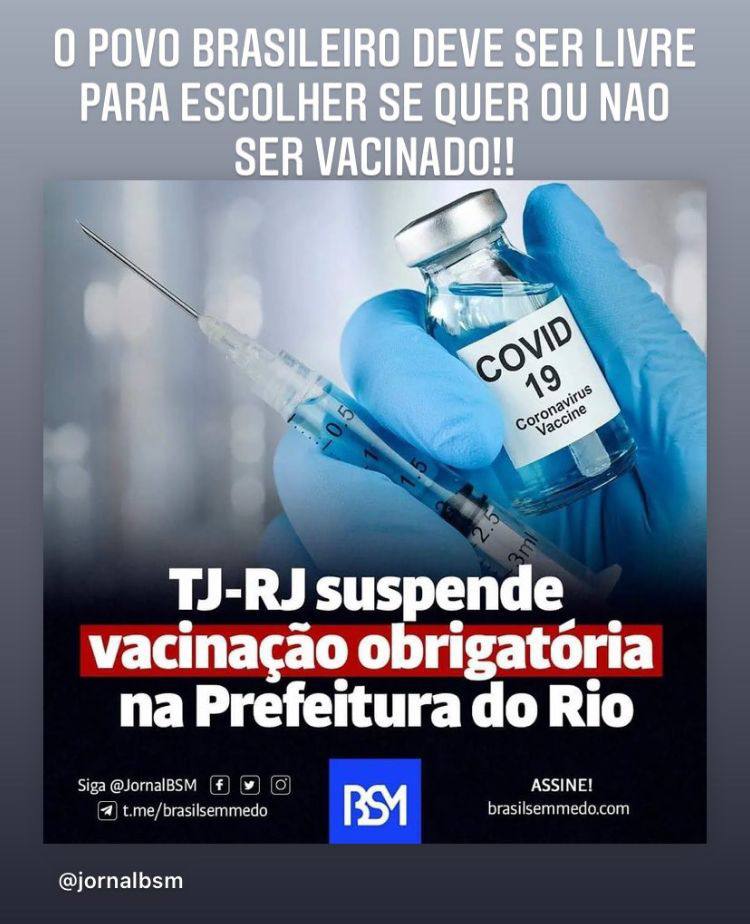 O POVO BRASILEIRO DEVE SER LIVRE
PARA ESCOLHER SE QUER OU NAO
SER VACINADO!!
COVID
19
Coronavirus
Vaccine
0.5
1
1.5
2.5
3ml
TJ-RJ suspende
vacinação obrigatória
na Prefeitura do Rio
Siga @JornalBSM
t.me/brasilsemmedo
BSM
ASSINE!
brasilsemmedo.com
@jornalbsm